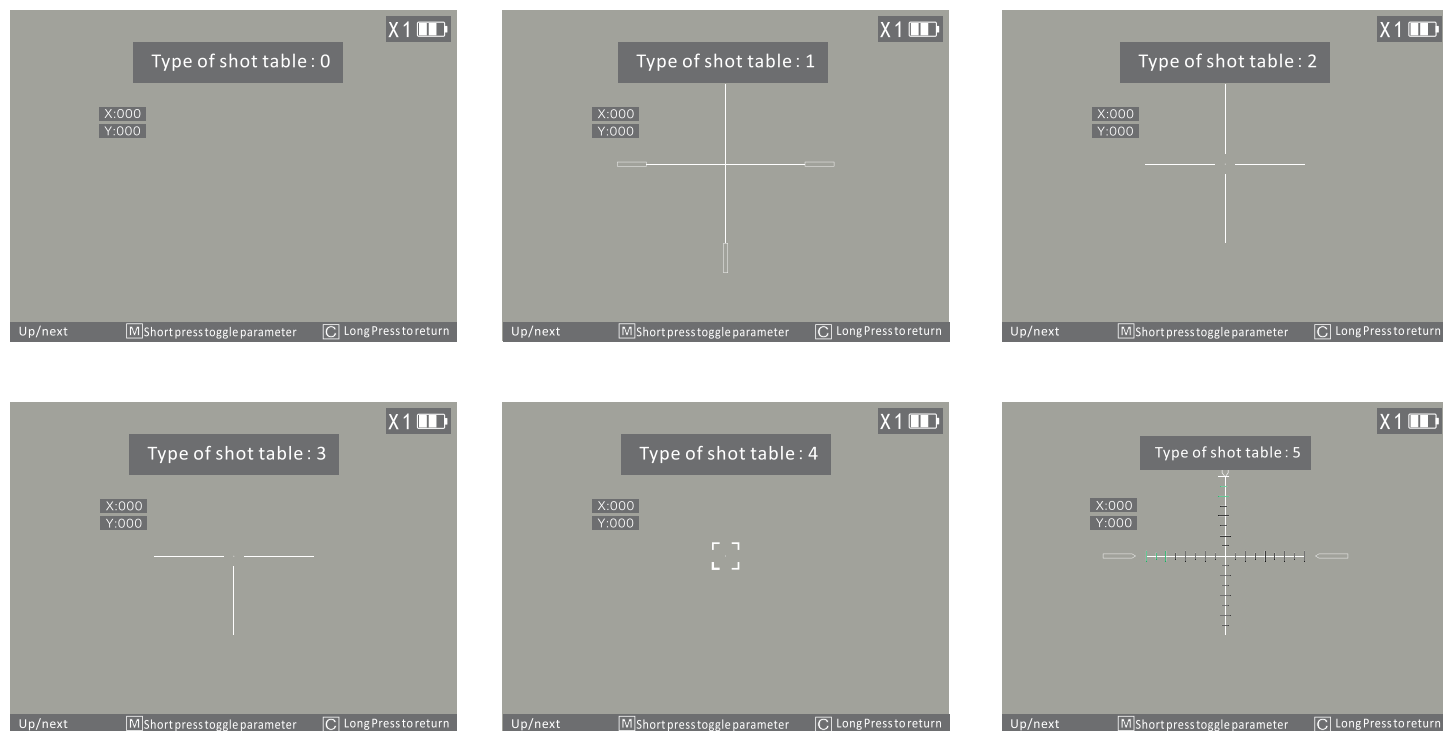 X1
Type of shot table : 0
X:000
Y:000
Up/next M Short press toggle parameter C Long Press to return
X1
Type of shot table : 1
X:000
Y:000
Up/next M Short press toggle parameter C Long Press to return
X1
Type of shot table : 2
X:000
Y:000
Up/next M Short press toggle parameter C Long Press to return
X1
Type of shot table : 3
X:000
Y:000
Up/next M Short press toggle parameter C Long Press to return
X1
Type of shot table : 4
X:000
Y:000
Up/next M Short press toggle parameter C Long Press to return
X1
Type of shot table : 5
X:000
Y:000
Up/next M Short press toggle parameter C Long Press to return